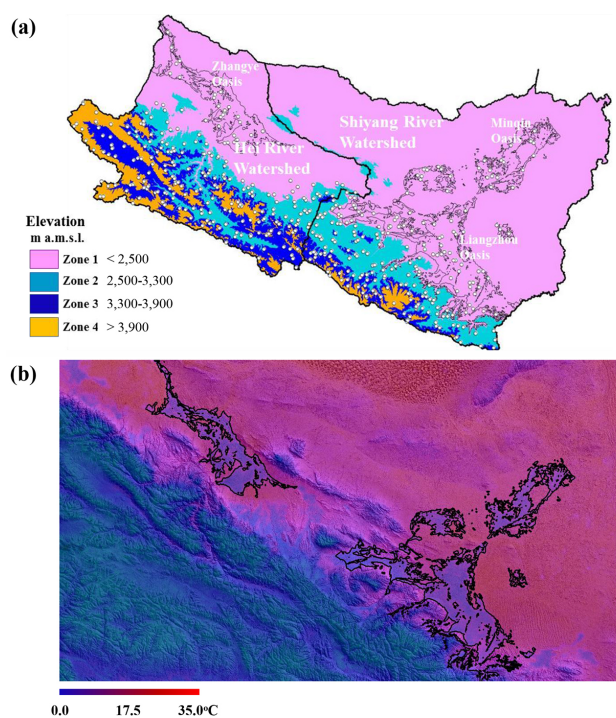 (a)
Zhangye
Oasis
Shiyang River
Watershed
Minqin
Oasis
Hei River
Watershed
Liangzhou
Oasis
Elevation
m a.m.s.l.
Zone 1 < 2,500
Zone 2 2,500-3,300
Zone 3 3,300-3,900
Zone 4 > 3,900
(b)
0.0 17.5 35.0ºC